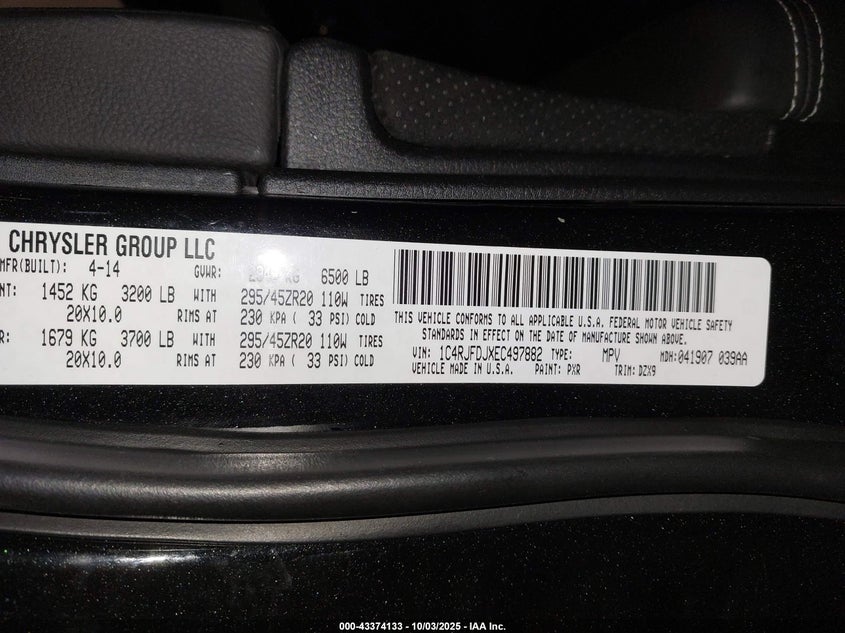 CHRYSLER GROUP LLC
MFR(BUILT): 4-14 GVWR: KG 6500 LB
NT: 1452 KG 3200 LB WITH 295/45ZR20 110W TIRES
20X10.0 RIMS AT 230 KPA ( 33 PSI) COLD
R: 1679 KG 3700 LB WITH 295/45ZR20 110W TIRES
20X10.0 RIMS AT 230 KPA ( 33 PSI) COLD
THIS VEHICLE CONFORMS TO ALL APPLICABLE U.S.A. FEDERAL MOTOR VEHICLE SAFETY
STANDARDS IN EFFECT ON THE DATE OF MANUFACTURE SHOWN ABOVE.
VIN: 1C4RJFDJXEC497882 TYPE: MPV MDH:041907 039AA
VEHICLE MADE IN U.S.A. PAINT: PXR TRIM: DZX9
000-43374133 - 10/03/2025 - IAA Inc.